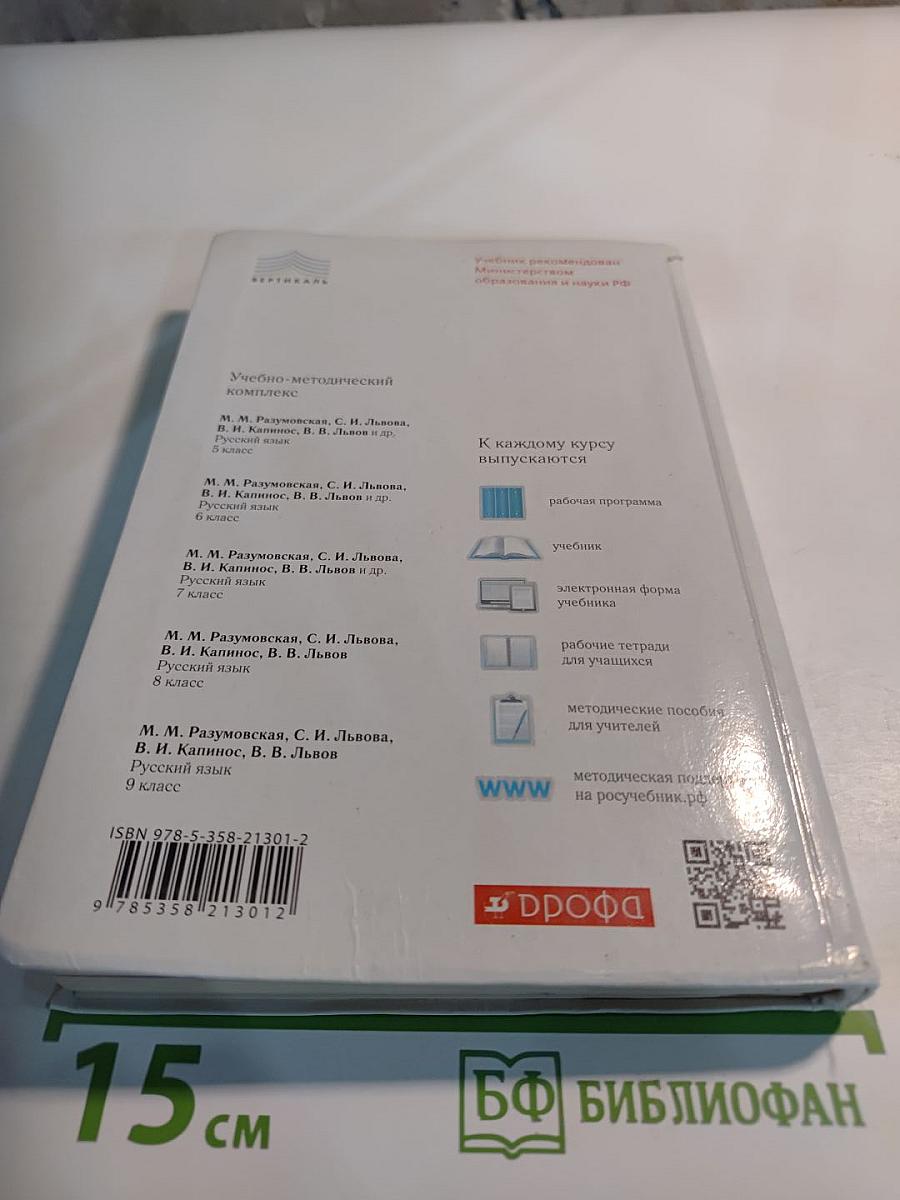 ВЕРТИКАЛЬ
Учебник рекомендован
Министерством
образования и науки РФ
Учебно-методический
комплекс
М. М. Разумовская, С. И. Львова,
В. И. Капинос, В. В. Львов и др.
Русский язык
5 класс
М. М. Разумовская, С. И. Львова,
В. И. Капинос, В. В. Львов и др.
Русский язык
6 класс
М. М. Разумовская, С. И. Львова,
В. И. Капинос, В. В. Львов и др.
Русский язык
7 класс
М. М. Разумовская, С. И. Львова,
В. И. Капинос, В. В. Львов
Русский язык
8 класс
М. М. Разумовская, С. И. Львова,
В. И. Капинос, В. В. Львов
Русский язык
9 класс
К каждому курсу
выпускаются
рабочая программа
учебник
электронная форма
учебника
рабочие тетради
для учащихся
методические пособия
для учителей
www
методическая
на росучебник.рф
ISBN 978-5-358-21301-2
9 785358 213012
дрофа
15 см
БФ БИБЛИОФАН